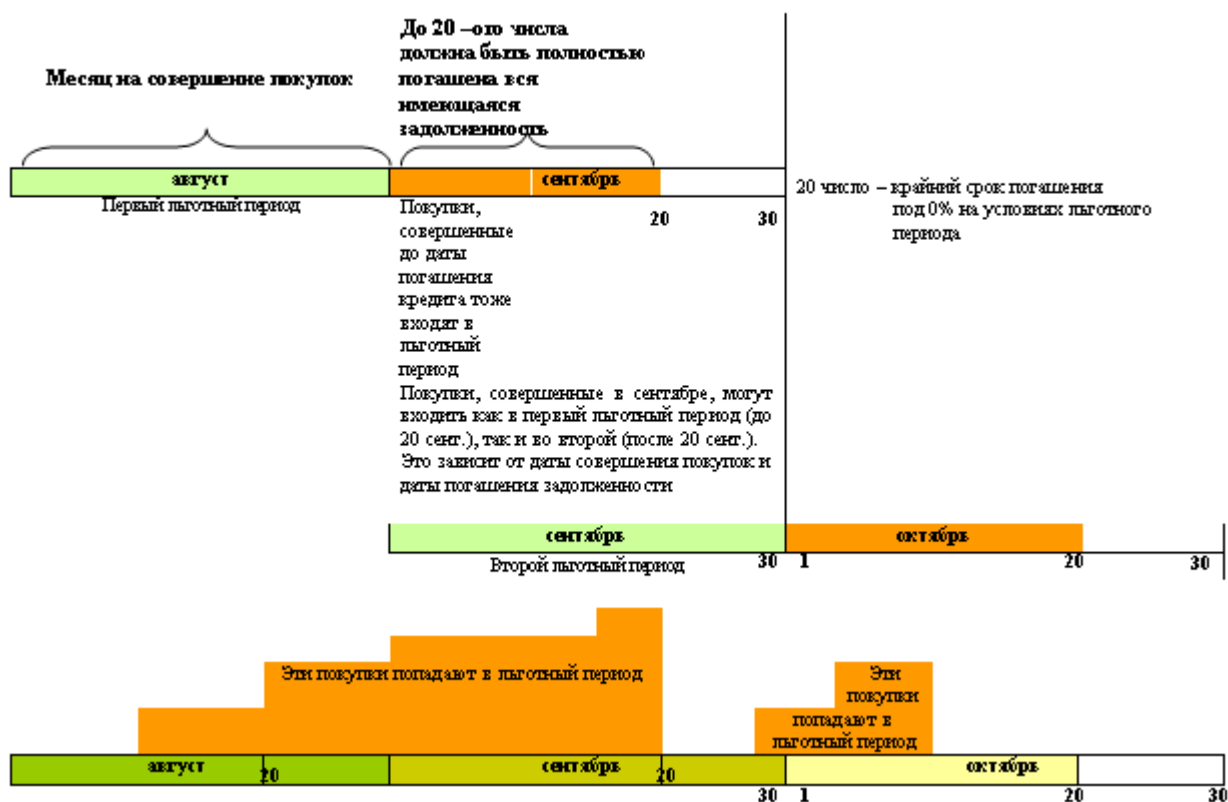 До 20 –ого числа
должна быть полностью
погашена вся
имеющаяся
задолженность
Месяц на совершение покупок
август
сентябрь
Первый льготный период
Покупки,
совершенные
до даты
погашения
кредита тоже
входят в
льготный
период
20
30
20 число – крайний срок погашения
под 0% на условиях льготного
периода
Покупки, совершенные в сентябре, могут
входить как в первый льготный период (до
20 сент.), так и во второй (после 20 сент.).
Это зависит от даты совершения покупок и
даты погашения задолженности
сентябрь
октябрь
Второй льготный период
30
1
20
30
Эти покупки попадают в льготный период
Эти
покупки
попадают в
льготный период
август
20
сентябрь
20
октябрь
30
1
20
30